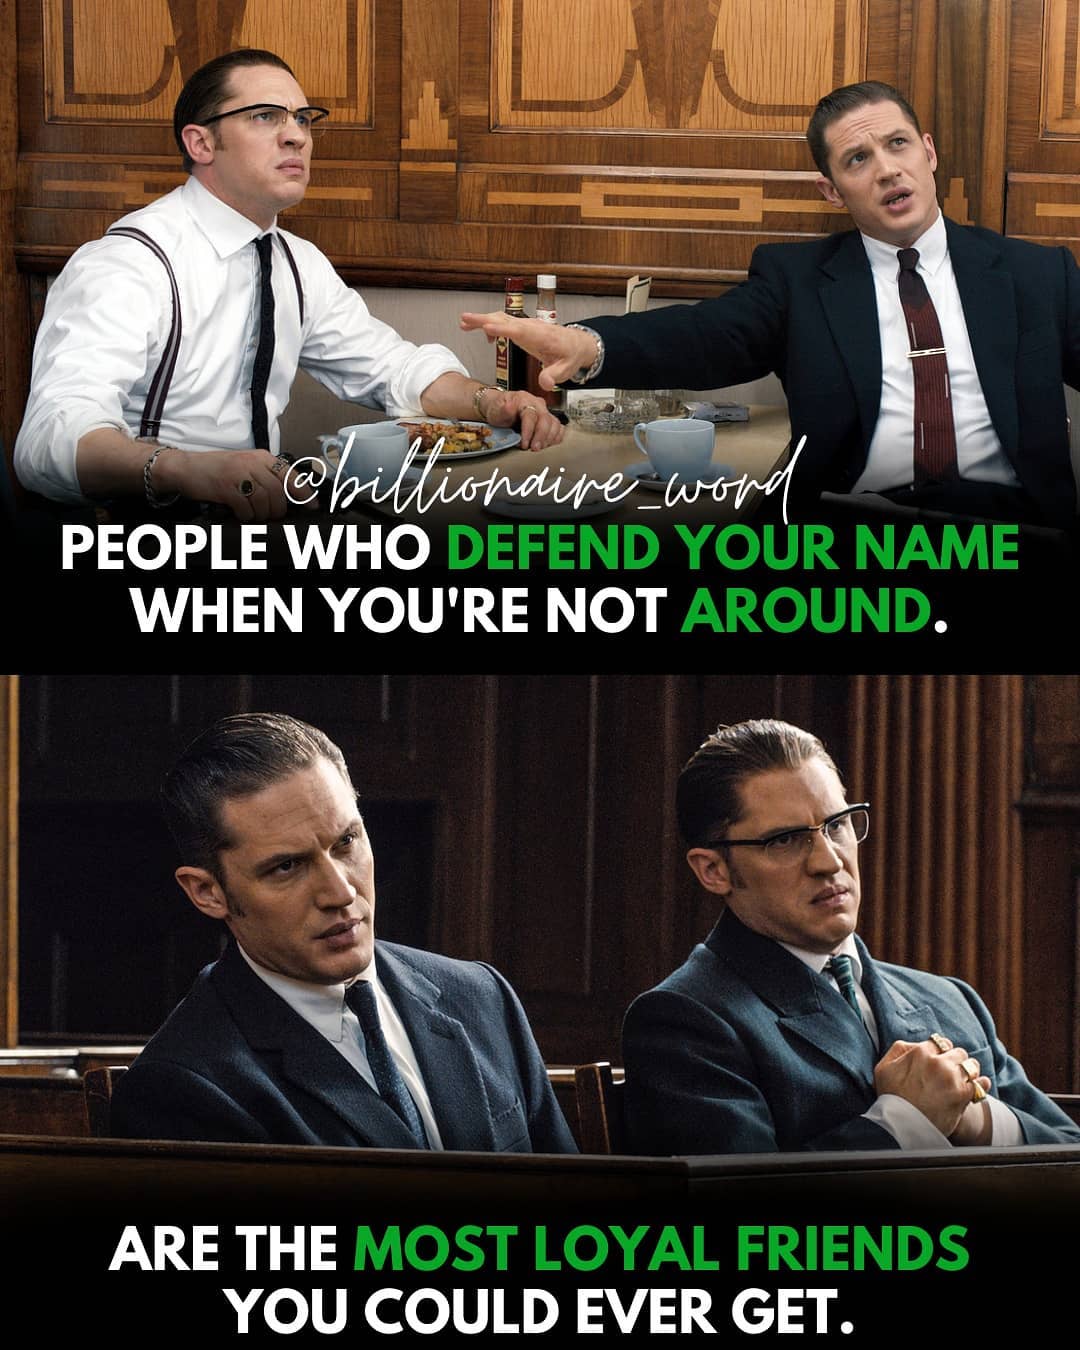 @billionaire_word
PEOPLE WHO DEFEND YOUR NAME
WHEN YOU'RE NOT AROUND.
ARE THE MOST LOYAL FRIENDS
YOU COULD EVER GET.